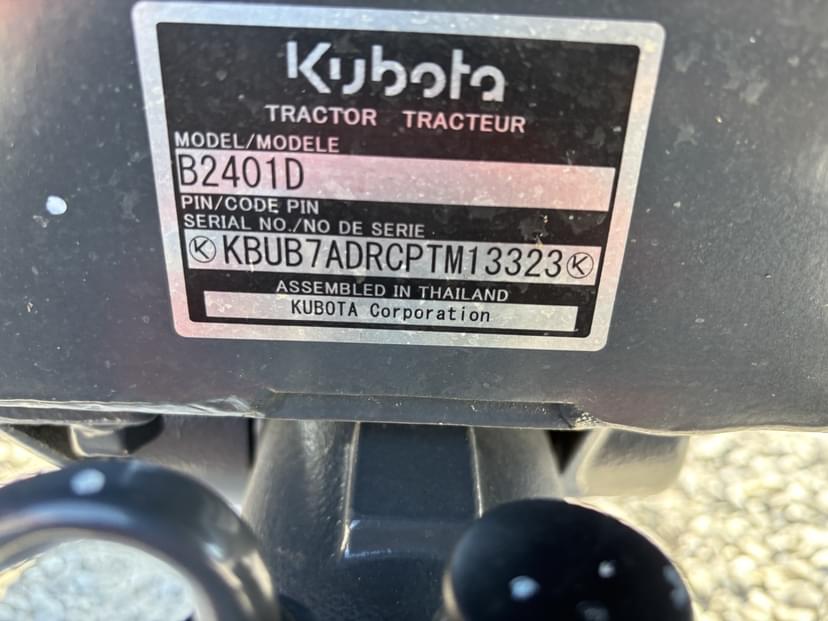 Kubota
TRACTOR TRACTEUR
MODEL/MODELE
B2401D
PIN/CODE PIN
SERIAL NO./NO DE SERIE
KBUB7ADRCPTM13323
ASSEMBLED IN THAILAND
KUBOTA Corporation